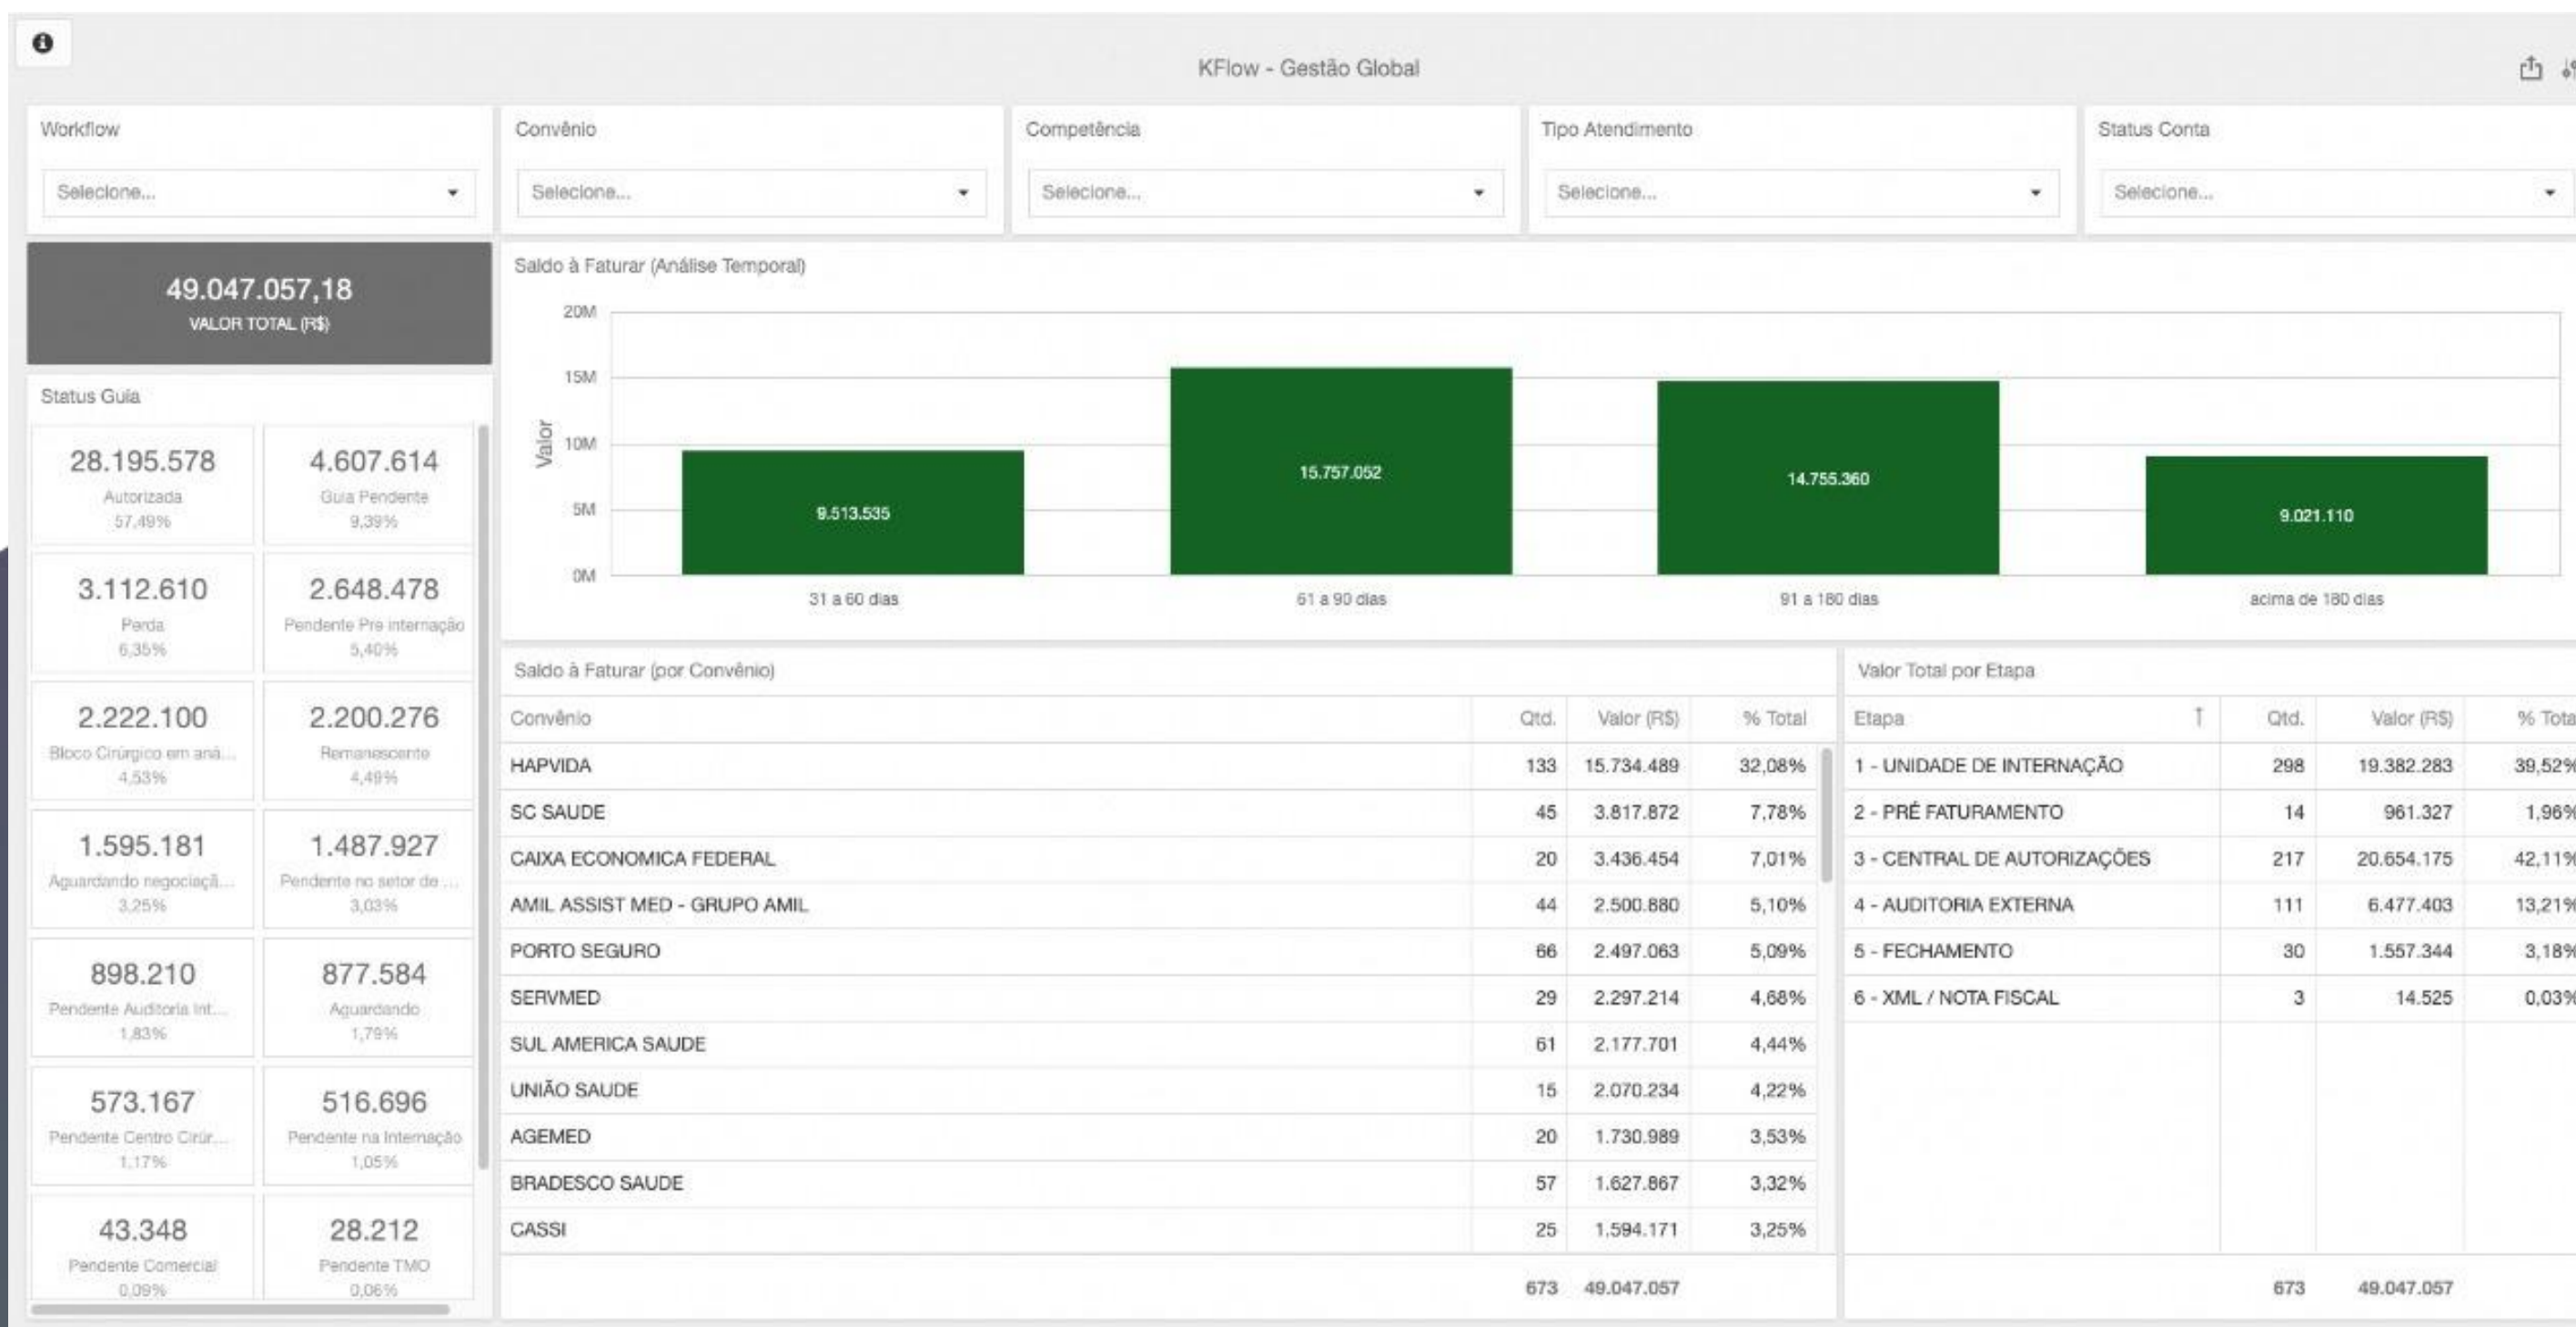 KFlow - Gestão Global
Workflow
Convênio
Competência
Tipo Atendimento
Status Conta
Selecione...
Selecione...
Selecione...
Selecione...
Selecione...
49.047.057,18
VALOR TOTAL (R$)
Status Guia
28.195.578
Autorizada
57,49%
4.607.614
Guia Pendente
9,39%
3.112.610
Perda
6,35%
2.648.478
Pendente Pré internação
5,40%
2.222.100
Bloco Cirúrgico em aná...
4,53%
2.200.276
Remanescente
4,49%
1.595.181
Aguardando negociaçã...
3,25%
1.487.927
Pendente no setor de ...
3,03%
898.210
Pendente Auditoria Int...
1,83%
877.584
Aguardando
1,79%
573.167
Pendente Centro Cirúr...
1,17%
516.696
Pendente na Internação
1,05%
43.348
Pendente Comercial
0,09%
28.212
Pendente TMO
0,06%
Saldo à Faturar (Análise Temporal)
Valor
20M
15M
10M
5M
0M
9.513.535
15.757.052
14.755.360
9.021.110
31 a 60 dias
61 a 90 dias
91 a 180 dias
acima de 180 dias
Saldo à Faturar (por Convênio)
Convênio Qtd. Valor (R$) % Total
HAPVIDA 133 15.734.489 32,08%
SC SAUDE 45 3.817.872 7,78%
CAIXA ECONOMICA FEDERAL 20 3.436.454 7,01%
AMIL ASSIST MED - GRUPO AMIL 44 2.500.880 5,10%
PORTO SEGURO 66 2.497.063 5,09%
SERVMED 29 2.297.214 4,68%
SUL AMERICA SAUDE 61 2.177.701 4,44%
UNIÃO SAUDE 15 2.070.234 4,22%
AGEMED 20 1.730.989 3,53%
BRADESCO SAUDE 57 1.627.867 3,32%
CASSI 25 1.594.171 3,25%
673 49.047.057
Valor Total por Etapa
Etapa ↑ Qtd. Valor (R$) % Tota
1 - UNIDADE DE INTERNAÇÃO 298 19.382.283 39,52%
2 - PRÉ FATURAMENTO 14 961.327 1,96%
3 - CENTRAL DE AUTORIZAÇÕES 217 20.654.175 42,11%
4 - AUDITORIA EXTERNA 111 6.477.403 13,21%
5 - FECHAMENTO 30 1.557.344 3,18%
6 - XML / NOTA FISCAL 3 14.525 0,03%
673 49.047.057